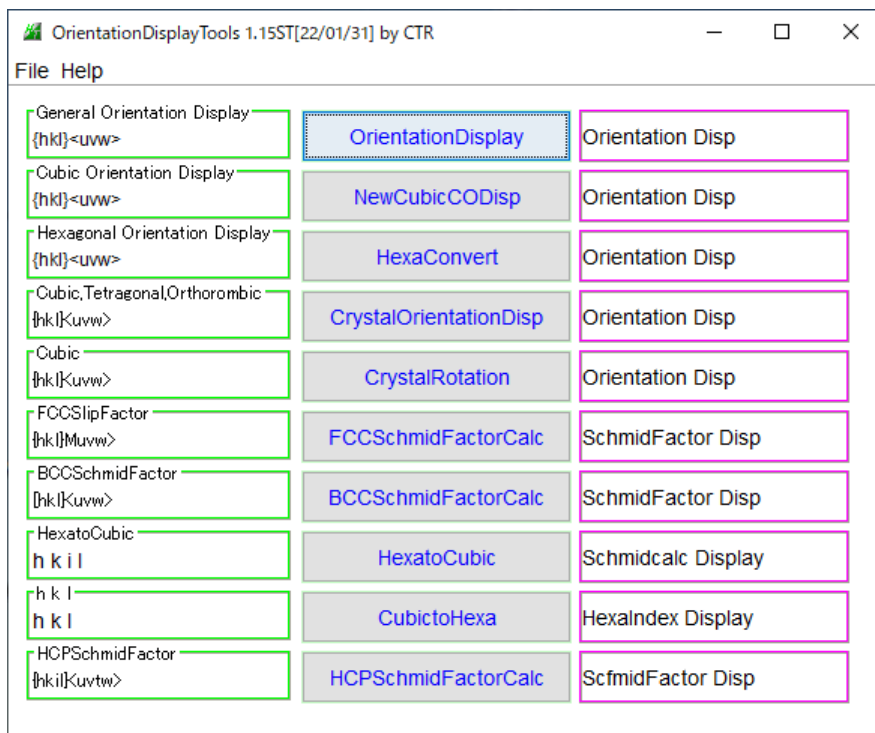 OrientationDisplayTools 1.15ST[22/01/31] by CTR
File Help
General Orientation Display
{hkl}<uvw> OrientationDisplay Orientation Disp
Cubic Orientation Display
{hkl}<uvw> NewCubicCODisp Orientation Disp
Hexagonal Orientation Display
{hkl}<uvw> HexaConvert Orientation Disp
Cubic,Tetragonal,Orthorombic
{hkl}<uvw> CrystalOrientationDisp Orientation Disp
Cubic
{hkl}<uvw> CrystalRotation Orientation Disp
FCCSlipFactor
{hkl}Muvw> FCCSchmidFactorCalc SchmidFactor Disp
BCCSchmidFactor
[hkl]<uvw> BCCSchmidFactorCalc SchmidFactor Disp
HexatoCubic
h k i l HexatoCubic Schmidcalc Display
h k l
h k l CubictoHexa HexaIndex Display
HCPSchmidFactor
{hkil}<uvtw> HCPSchmidFactorCalc ScfmidFactor Disp